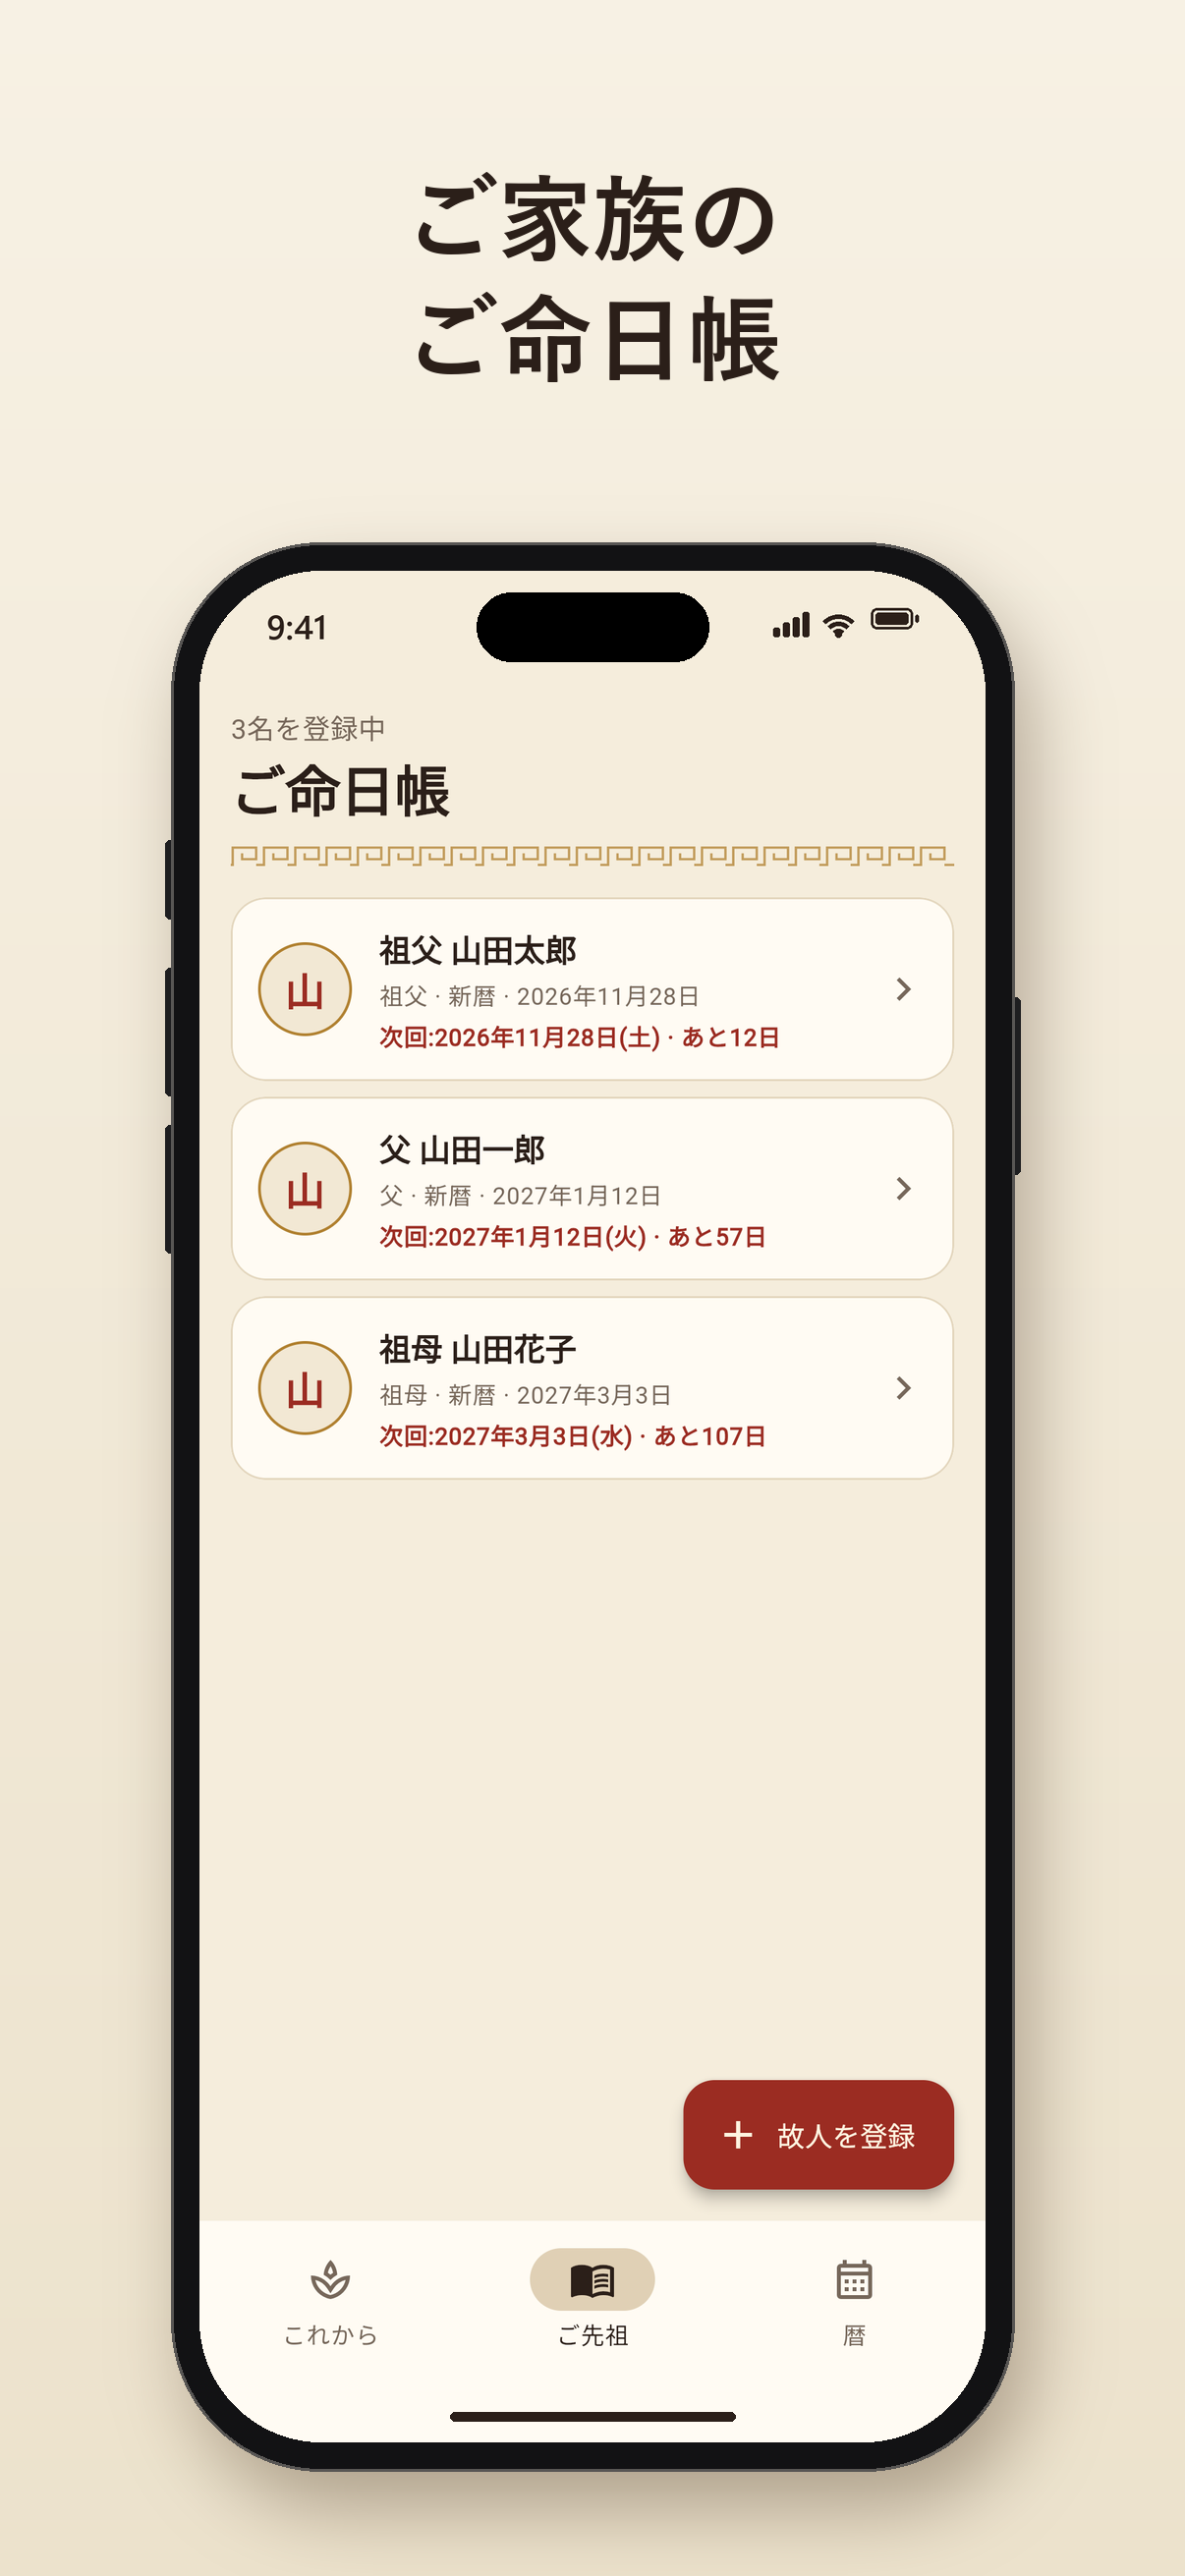 ご家族の
ご命日帳
9:41
3名を登録中
ご命日帳
山
祖父 山田太郎
祖父 · 新暦 · 2026年11月28日
次回:2026年11月28日(土) · あと12日
山
父 山田一郎
父 · 新暦 · 2027年1月12日
次回:2027年1月12日(火) · あと57日
山
祖母 山田花子
祖母 · 新暦 · 2027年3月3日
次回:2027年3月3日(水) · あと107日
+ 故人を登録
これから
ご先祖
暦